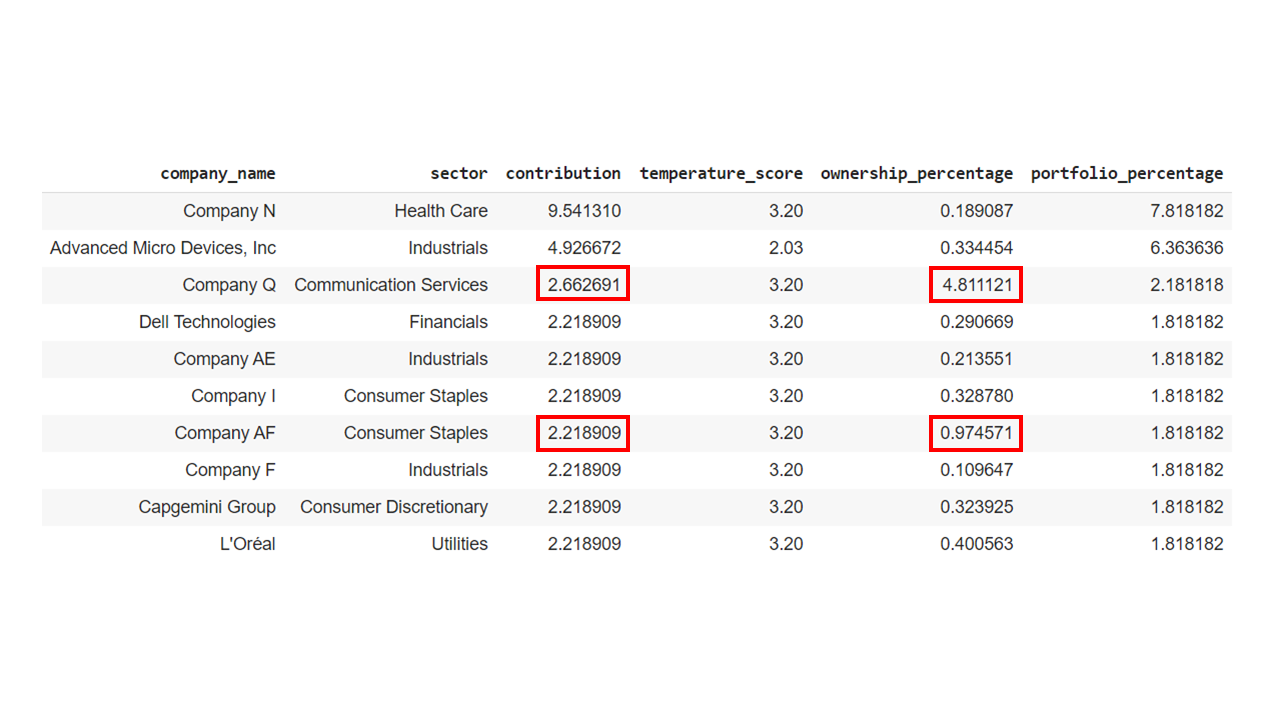 company_name sector contribution temperature_score ownership_percentage portfolio_percentage
Company N Health Care 9.541310 3.20 0.189087 7.818182
Advanced Micro Devices, Inc Industrials 4.926672 2.03 0.334454 6.363636
Company Q Communication Services 2.662691 3.20 4.811121 2.181818
Dell Technologies Financials 2.218909 3.20 0.290669 1.818182
Company AE Industrials 2.218909 3.20 0.213551 1.818182
Company I Consumer Staples 2.218909 3.20 0.328780 1.818182
Company AF Consumer Staples 2.218909 3.20 0.974571 1.818182
Company F Industrials 2.218909 3.20 0.109647 1.818182
Capgemini Group Consumer Discretionary 2.218909 3.20 0.323925 1.818182
L'Oréal Utilities 2.218909 3.20 0.400563 1.818182